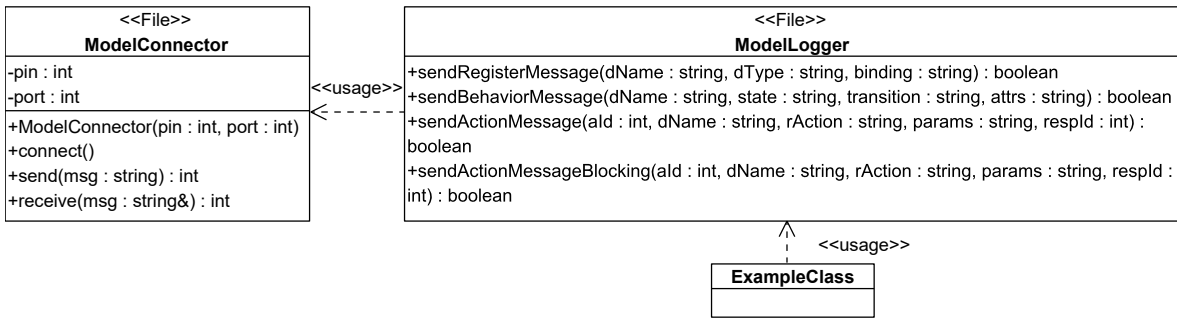 <<File>>
ModelConnector
-pin : int
-port : int
+ModelConnector(pin : int, port : int)
+connect()
+send(msg : string) : int
+receive(msg : string&) : int
<<usage>>
<<File>>
ModelLogger
+sendRegisterMessage(dName : string, dType : string, binding : string) : boolean
+sendBehaviorMessage(dName : string, state : string, transition : string, attrs : string) : boolean
+sendActionMessage(aId : int, dName : string, rAction : string, params : string, respId : int) :
boolean
+sendActionMessageBlocking(aId : int, dName : string, rAction : string, params : string, respId :
int) : boolean
<<usage>>
ExampleClass